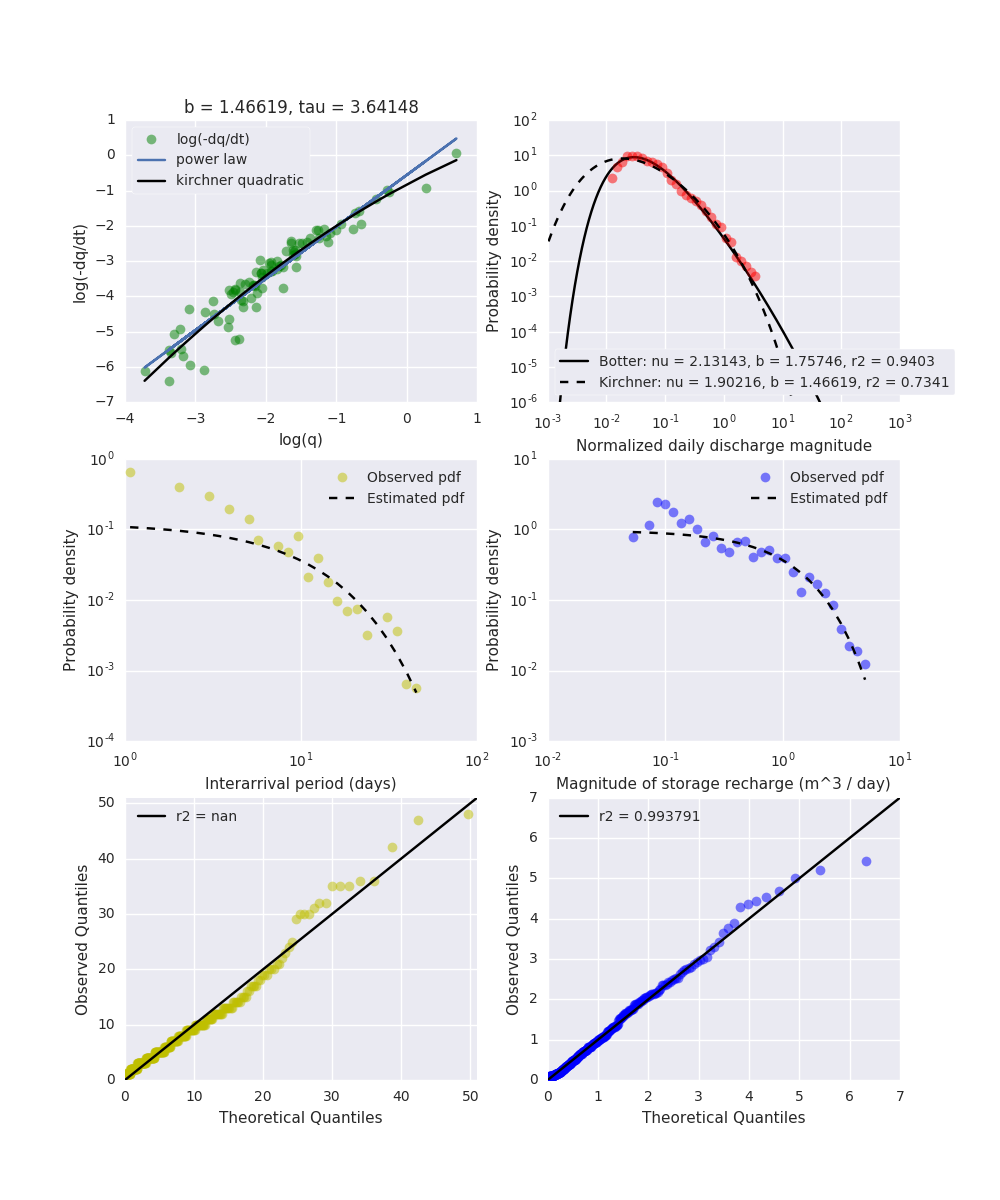 b = 1.46619, tau = 3.64148
log(-dq/dt)
power law
kirchner quadratic
1
0
−1
−2
−3
−4
−5
−6
−7
log(-dq/dt)
−4 −3 −2 −1 0 1
log(q)
10^2
10^1
10^0
10^-1
10^-2
10^-3
10^-4
10^-5
10^-6
Probability density
Botter: nu = 2.13143, b = 1.75746, r2 = 0.9403
Kirchner: nu = 1.90216, b = 1.46619, r2 = 0.7341
10^-3 10^-2 10^-1 10^0 10^1 10^2 10^3
Normalized daily discharge magnitude
10^0
10^-1
10^-2
10^-3
10^-4
Probability density
Observed pdf
Estimated pdf
10^0 10^1 10^2
Interarrival period (days)
10^1
10^0
10^-1
10^-2
10^-3
Probability density
Observed pdf
Estimated pdf
10^-2 10^-1 10^0 10^1
Magnitude of storage recharge (m^3 / day)
50
40
30
20
10
0
Observed Quantiles
r2 = nan
0 10 20 30 40 50
Theoretical Quantiles
7
6
5
4
3
2
1
0
Observed Quantiles
r2 = 0.993791
0 1 2 3 4 5 6 7
Theoretical Quantiles